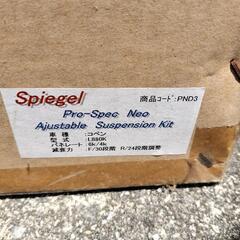 Spiegel 商品コード:PND3
Pro-Spec Neo
Ajustable Suspension Kit
車種 :コペン
型式 :L880K
バネレート :6k/4k
減衰力 :F/30段階 R/24段階調整